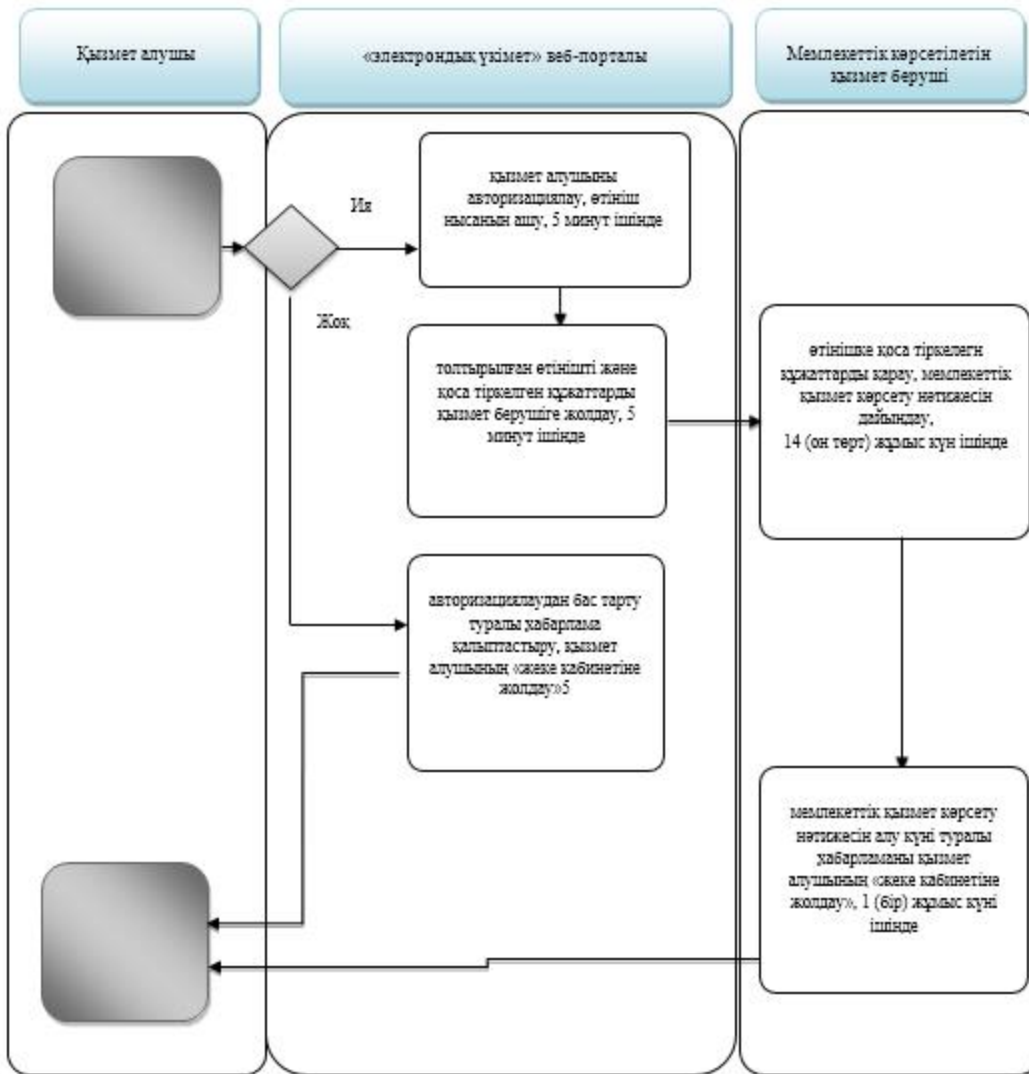 Қызмет алушы
«электрондық үкімет» веб-порталы
Мемлекеттік көрсетілетін
қызмет беруші
қызмет алушыны
авторизациялау, өтініш
нысанын ашу, 5 минут ішінде
Ия
Жоқ
толтырылған өтінішті және
қоса тіркелген құжаттарды
қызмет берушіге жолдау, 5
минут ішінде
өтінішке қоса тіркелегн
құжаттарды қарау, мемлекеттік
қызмет көрсету нәтижесін
дайындау,
14 (он төрт) жұмыс күн ішінде
авторизациялаудан бас тарту
туралы хабарлама
қалыптастыру, қызмет
алушының «жеке кабинетіне
жолдау»5
мемлекеттік қызмет көрсету
нәтижесін алу күні туралы
хабарламаны қызмет
алушының «жеке кабинетіне
жолдау», 1 (бір) жұмыс күні
ішінде